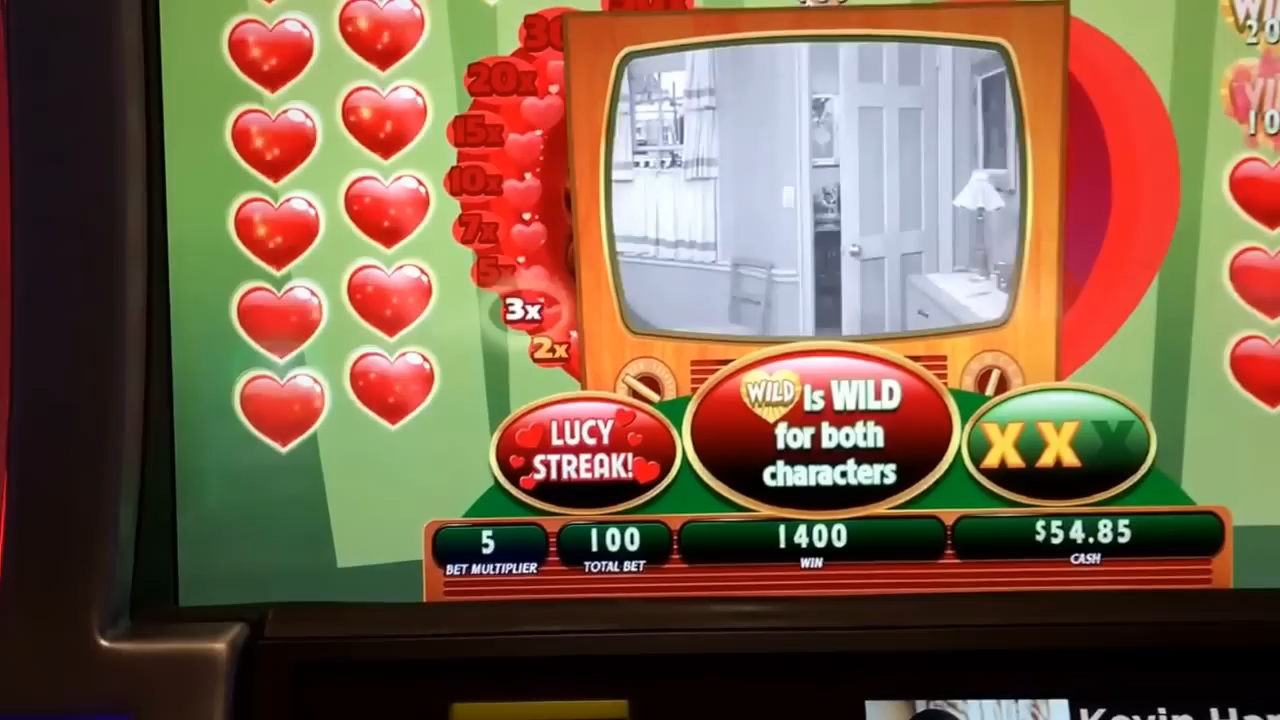 20x
15x
10x
7x
5x
3x
2x
WILD is WILD
for both
characters
LUCY
STREAK!
XXX
5
BET MULTIPLIER
100
TOTAL BET
1400
WIN
$54.85
CASH